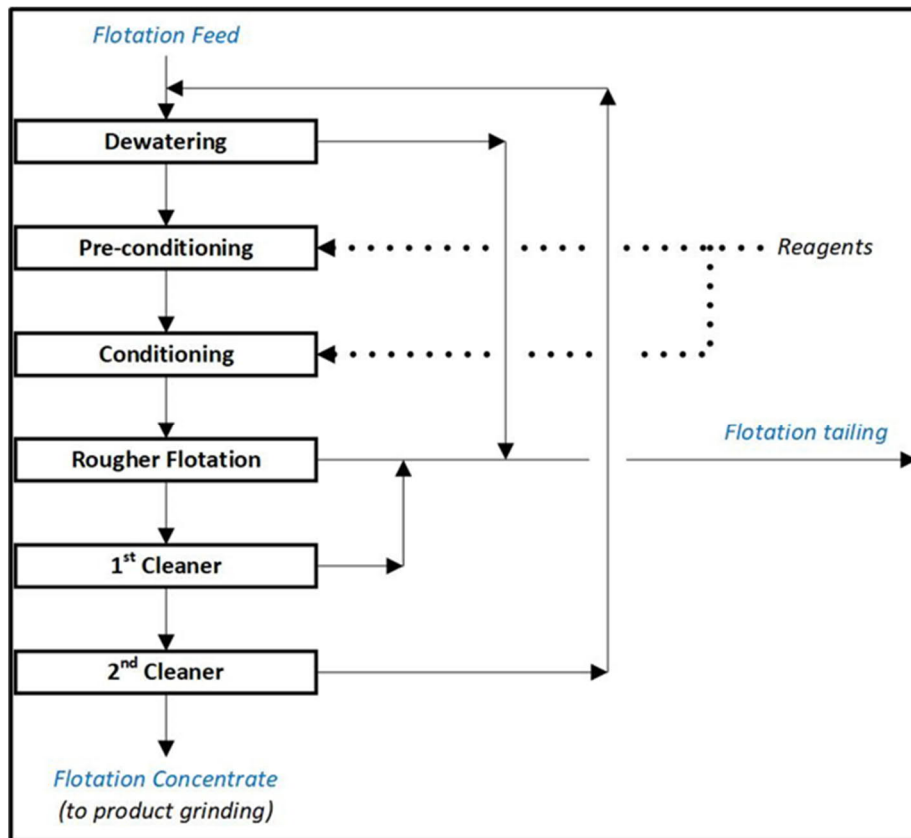 Flotation Feed
Dewatering
Pre-conditioning
Reagents
Conditioning
Rougher Flotation
Flotation tailing
1st Cleaner
2nd Cleaner
Flotation Concentrate
(to product grinding)